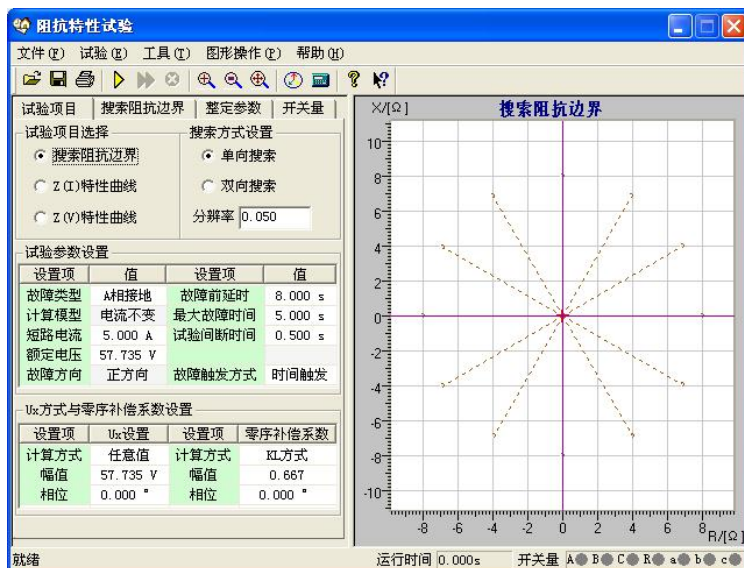 阻抗特性试验
文件(F) 试验(E) 工具(T) 图形操作(P) 帮助(H)
试验项目 搜索阻抗边界 整定参数 开关量
试验项目选择 搜索方式设置
搜索阻抗边界 单向搜索
Z(I)特性曲线 双向搜索
Z(V)特性曲线 分辨率 0.050
试验参数设置
设置项 值 设置项 值
故障类型 A相接地 故障前延时 8.000 s
计算模型 电流不变 最大故障时间 5.000 s
短路电流 5.000 A 试验间断时间 0.500 s
额定电压 57.735 V
故障方向 正方向 故障触发方式 时间触发
Ux方式与零序补偿系数设置
设置项 Ux设置 设置项 零序补偿系数
计算方式 任意值 计算方式 KL方式
幅值 57.735 V 幅值 0.667
相位 0.000 ° 相位 0.000 °
X/[Ω] 搜索阻抗边界
10
8
6
4
2
0
-2
-4
-6
-8
-10
-8 -6 -4 -2 0 2 4 6 8 R/[Ω]
就绪 运行时间 0.000s 开关量 A B C R a b c